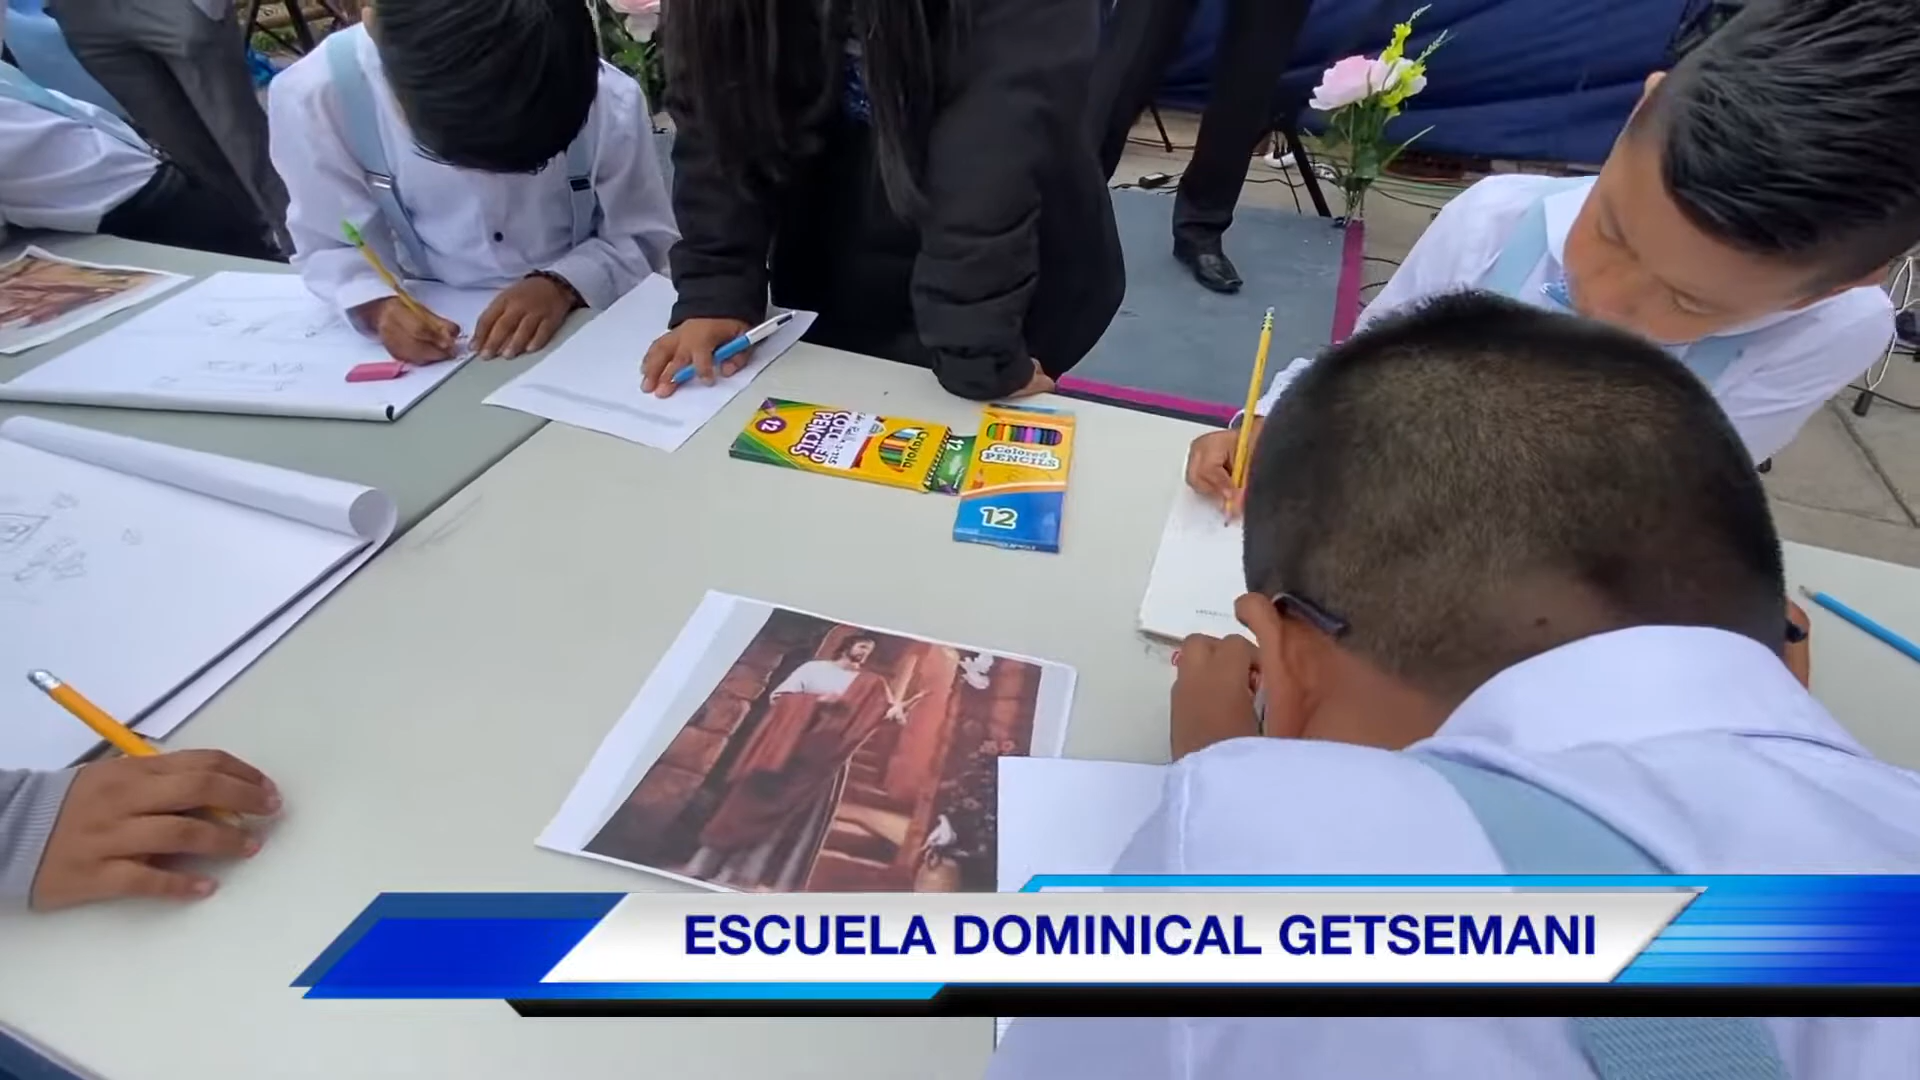 12
COLORED
PENCILS
Crayola
12
Colored
PENCILS
12
ESCUELA DOMINICAL GETSEMANI